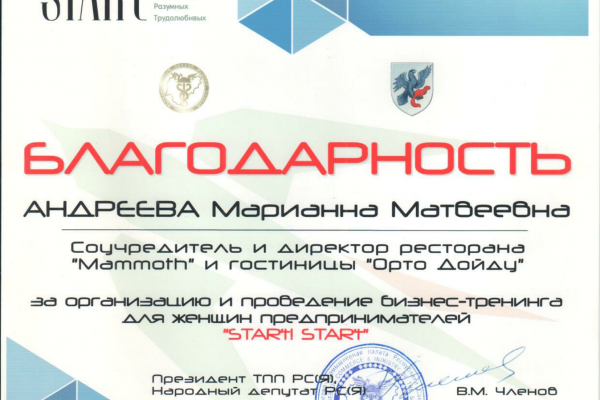 START
Разумных
Трудолюбивых
БЛАГОДАРНОСТЬ
АНДРЕЕВА Марианна Матвеевна
Соучредитель и директор ресторана
"Mammoth" и гостиницы "Орто Дойду"
за организацию и проведение бизнес-тренинга
для женщин предпринимателей
"START! START"
Президент ТПП РС(Я),
Народный депутат РС(Я)
В.М. Членов